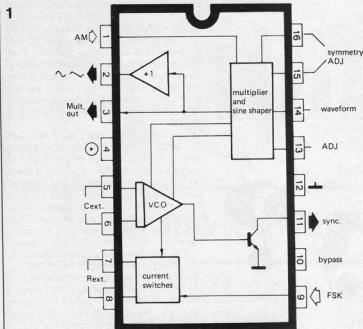 1
AM
1
2
+1
Mult.
out
3
4
5
Cext.
6
VCO
7
Rext.
8
current
switches
multiplier
and
sine shaper
16
symmetry
ADJ
15
14
waveform
13
ADJ
12
11
sync.
10
bypass
9
FSK